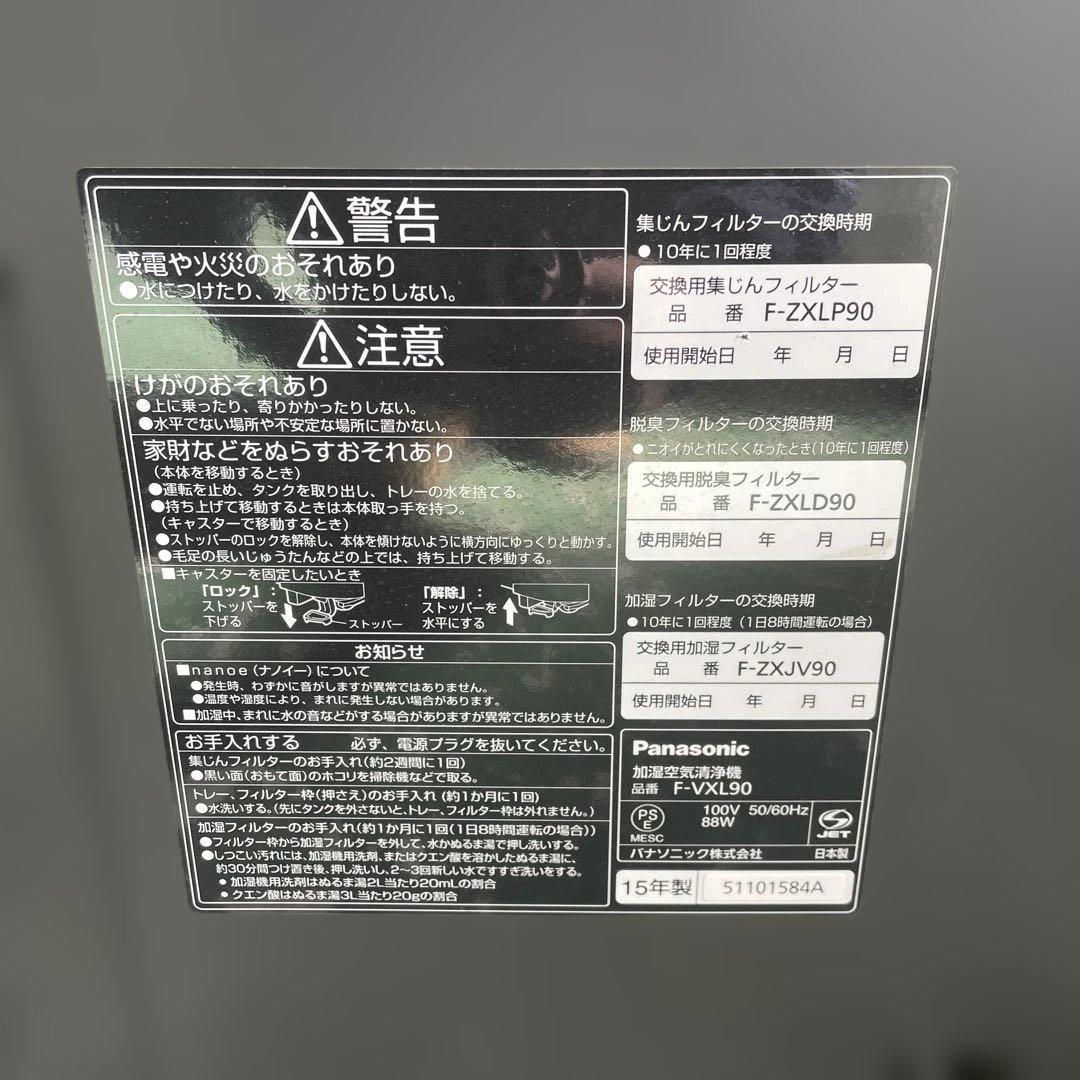 ⚠警告
感電や火災のおそれあり
●水につけたり、水をかけたりしない。
⚠注意
けがのおそれあり
●上に乗ったり、寄りかかったりしない。
●水平でない場所や不安定な場所に置かない。
家財などをぬらすおそれあり
(本体を移動するとき)
●運転を止め、タンクを取り出し、トレーの水を捨てる。
●持ち上げて移動するときは本体取っ手を持つ。
(キャスターで移動するとき)
●ストッパーのロックを解除し、本体を傾けないように横方向にゆっくりと動かす。
●毛足の長いじゅうたんなどの上では、持ち上げて移動する。
■キャスターを固定したいとき
「ロック」:
ストッパーを
下げる
ストッパー
「解除」:
ストッパーを
水平にする
お知らせ
■nanoe(ナノイー)について
●発生時、わずかに音がしますが異常ではありません。
●温度や湿度により、まれに発生しない場合があります。
■加湿中、まれに水の音などがする場合がありますが異常ではありません。
お手入れする 必ず、電源プラグを抜いてください。
集じんフィルターのお手入れ(約2週間に1回)
●黒い面(おもて面)のホコリを掃除機などで取る。
トレー、フィルター枠(押さえ)のお手入れ (約1か月に1回)
●水洗いする。(先にタンクを外さないと、トレー、フィルター枠は外れません。)
加湿フィルターのお手入れ(約1か月に1回(1日8時間運転の場合))
●フィルター枠から加湿フィルターを外して、水かぬるま湯で押し洗いする。
●しつこい汚れには、加湿機用洗剤、またはクエン酸を溶かしたぬるま湯に、
約30分間つけ置き後、押し洗いし、2〜3回新しい水ですすぎ洗いをする。
● 加湿機用洗剤はぬるま湯2L当たり20mLの割合
● クエン酸はぬるま湯3L当たり20gの割合
集じんフィルターの交換時期
● 10年に1回程度
交換用集じんフィルター
品 番 F-ZXLP90
使用開始日 年 月 日
脱臭フィルターの交換時期
● ニオイがとれにくくなったとき(10年に1回程度)
交換用脱臭フィルター
品 番 F-ZXLD90
使用開始日 年 月 日
加湿フィルターの交換時期
● 10年に1回程度 (1日8時間運転の場合)
交換用加湿フィルター
品 番 F-ZXJV90
使用開始日 年 月 日
Panasonic
加湿空気清浄機
品番 F-VXL90
PS
E
MESC
100V 50/60Hz
88W
JET
パナソニック株式会社 日本製
15年製 51101584A